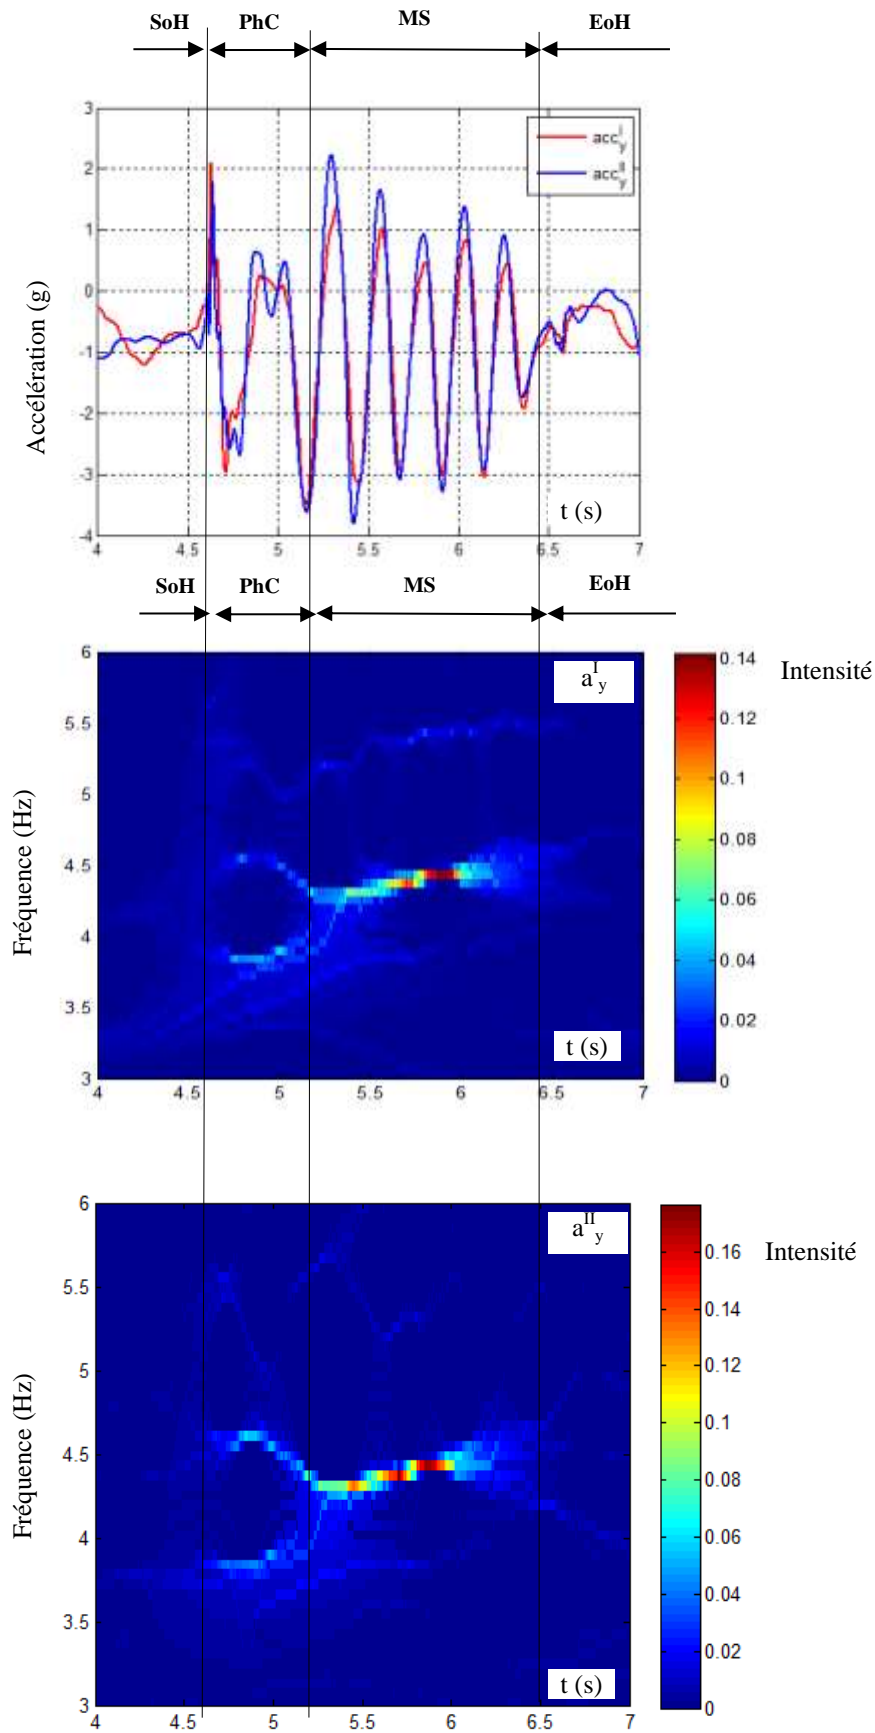 SoH PhC MS EoH
3
2
1
0
-1
-2
-3
-4
Accélération (g)
acc_y^I
acc_y^II
t (s)
4 4.5 5 5.5 6 6.5 7
SoH PhC MS EoH
6
5.5
5
4.5
4
3.5
3
Fréquence (Hz)
a^I_y
t (s)
4 4.5 5 5.5 6 6.5 7
0.14
0.12
0.1
0.08
0.06
0.04
0.02
0
Intensité
6
5.5
5
4.5
4
3.5
3
Fréquence (Hz)
a^II_y
t (s)
4 4.5 5 5.5 6 6.5 7
0.16
0.14
0.12
0.1
0.08
0.06
0.04
0.02
0
Intensité